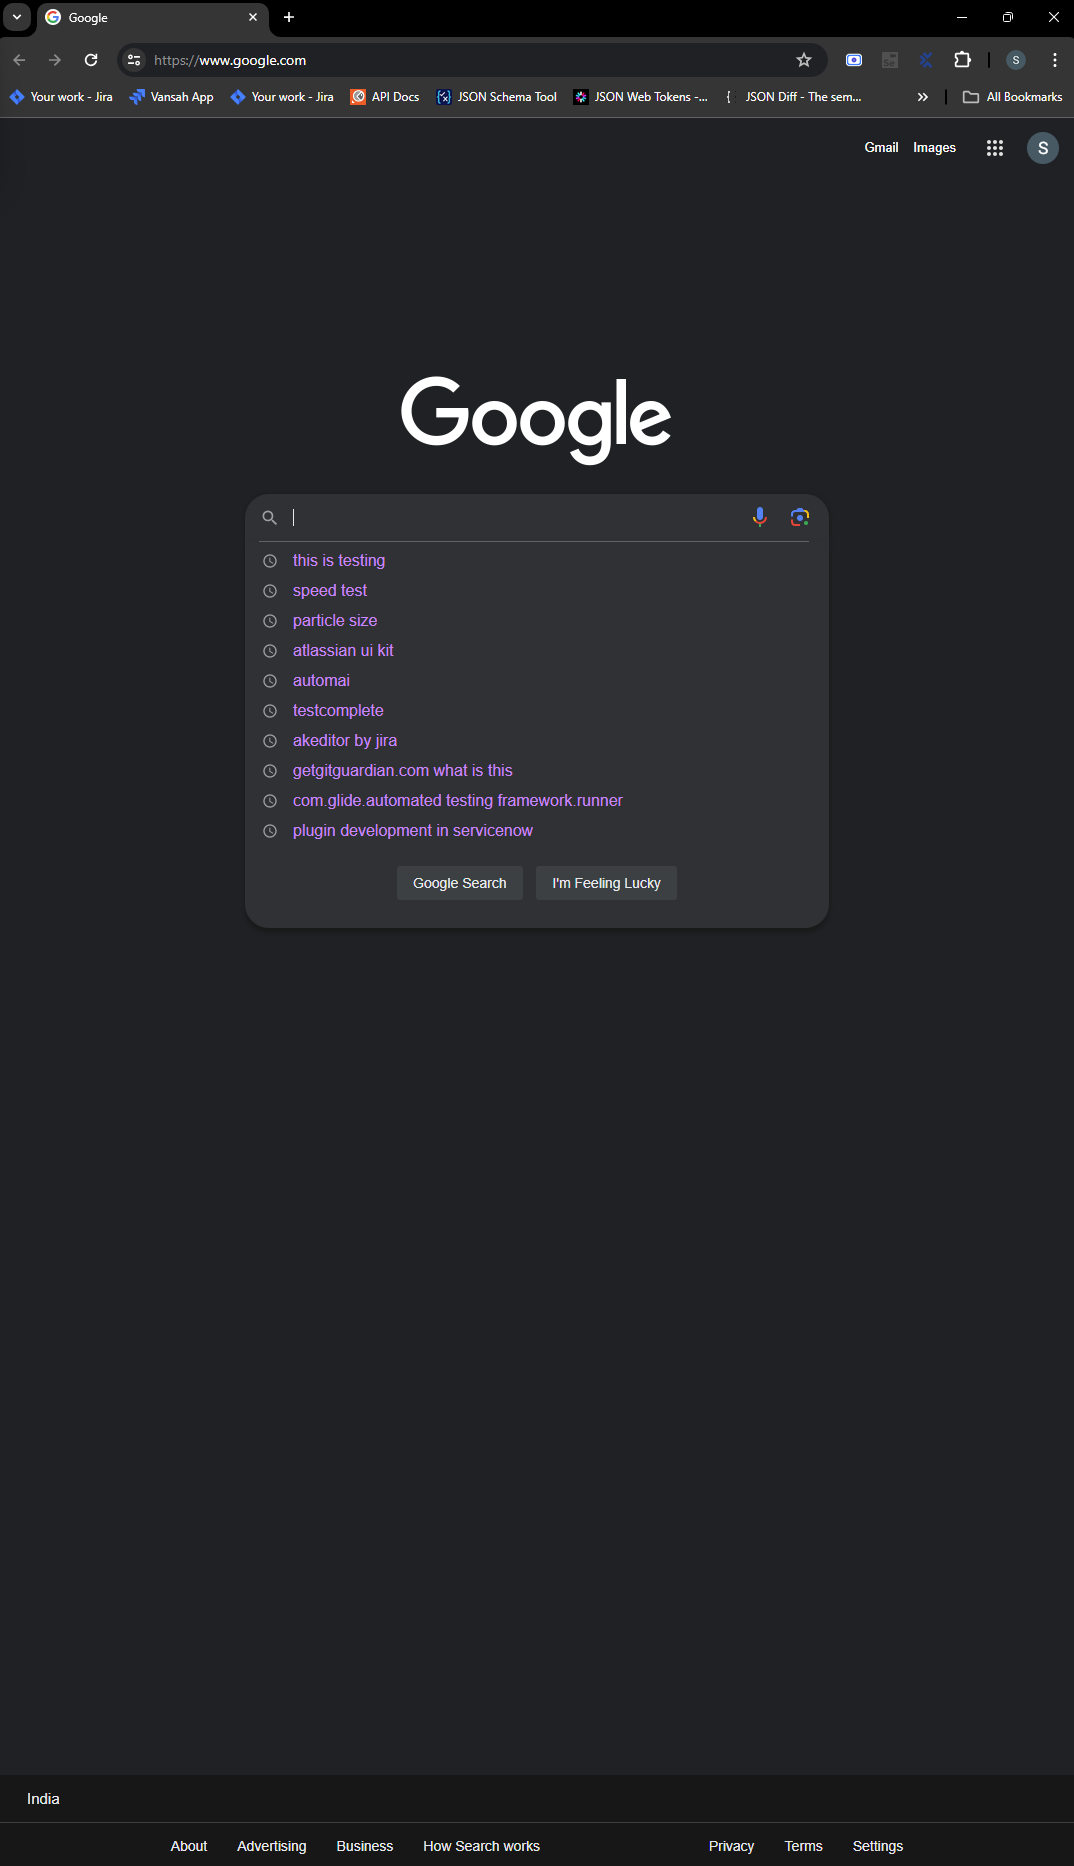 Google
https://www.google.com
Your work - Jira
Vansah App
Your work - Jira
API Docs
JSON Schema Tool
JSON Web Tokens -...
JSON Diff - The sem...
All Bookmarks
Gmail
Images
S
S
Google
this is testing
speed test
particle size
atlassian ui kit
automai
testcomplete
akeditor by jira
getgitguardian.com what is this
com.glide.automated testing framework.runner
plugin development in servicenow
Google Search
I'm Feeling Lucky
India
About
Advertising
Business
How Search works
Privacy
Terms
Settings